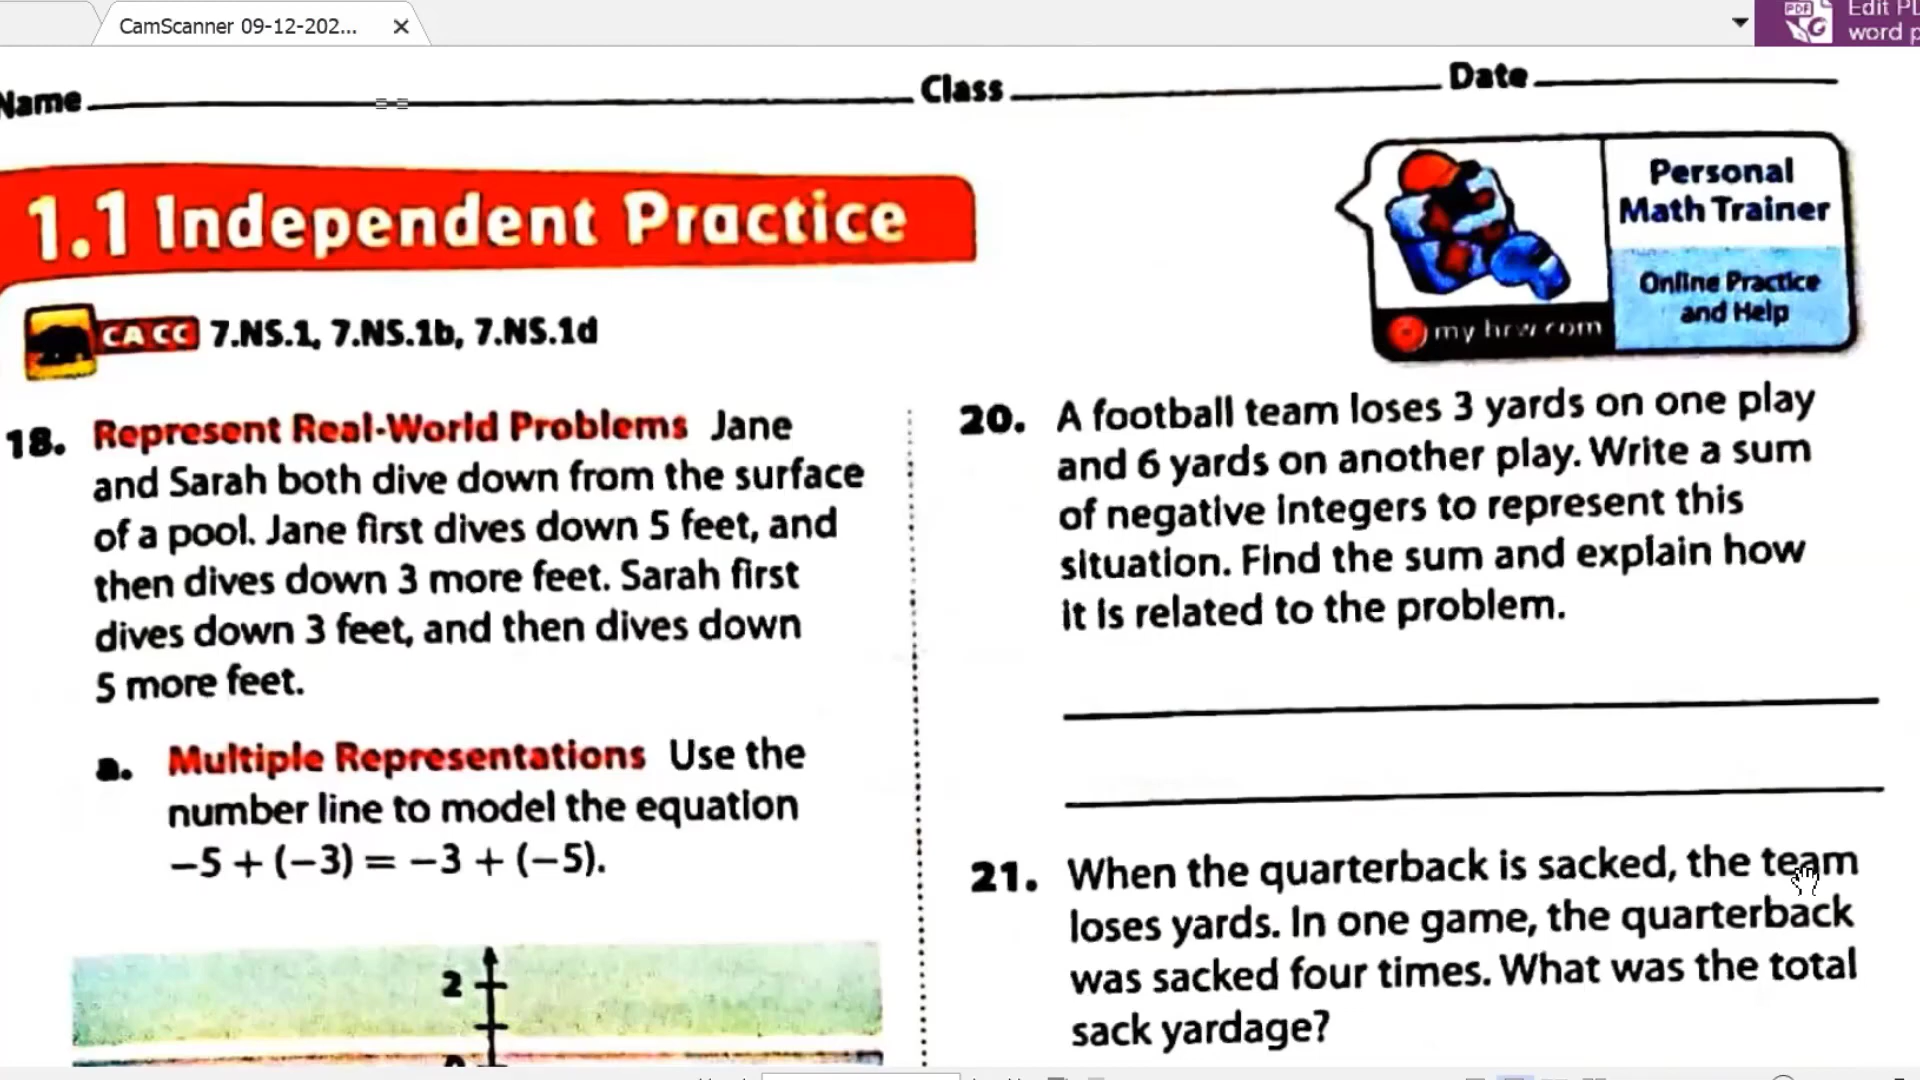 CamScanner 09-12-202...
Name
Class
Date
1.1 Independent Practice
CA CC 7.NS.1, 7.NS.1b, 7.NS.1d
Personal
Math Trainer
Online Practice
and Help
my.hrw.com
18. Represent Real-World Problems Jane
and Sarah both dive down from the surface
of a pool. Jane first dives down 5 feet, and
then dives down 3 more feet. Sarah first
dives down 3 feet, and then dives down
5 more feet.
a. Multiple Representations Use the
number line to model the equation
−5 + (−3) = −3 + (−5).
2
20. A football team loses 3 yards on one play
and 6 yards on another play. Write a sum
of negative integers to represent this
situation. Find the sum and explain how
it is related to the problem.
21. When the quarterback is sacked, the team
loses yards. In one game, the quarterback
was sacked four times. What was the total
sack yardage?